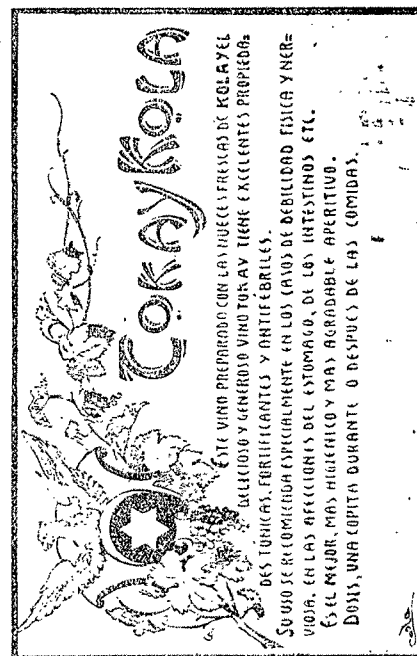 TOKAY KOLA
ESTE VINO PREPARADO CON LAS NUECES FRESCAS DE KOLA Y EL
DELICIOSO Y GENEROSO VINO TOKAY TIENE EXCELENTES PROPIEDA=
DES TONICAS, FORTIFICANTES Y ANTIFÉBRILES.
SU USO SE RECOMIENDA ESPECIALMENTE EN LOS CASOS DE DEBILIDAD FISICA Y NER=
VIOSA, EN LAS AFECCIONES DEL ESTOMAGO, DE LOS INTESTINOS ETC.
ES EL MEJOR, MAS HIGIENICO Y MAS AGRADABLE APERITIVO.
DOSIS, UNA COPITA DURANTE O DESPUES DE LAS COMIDAS.